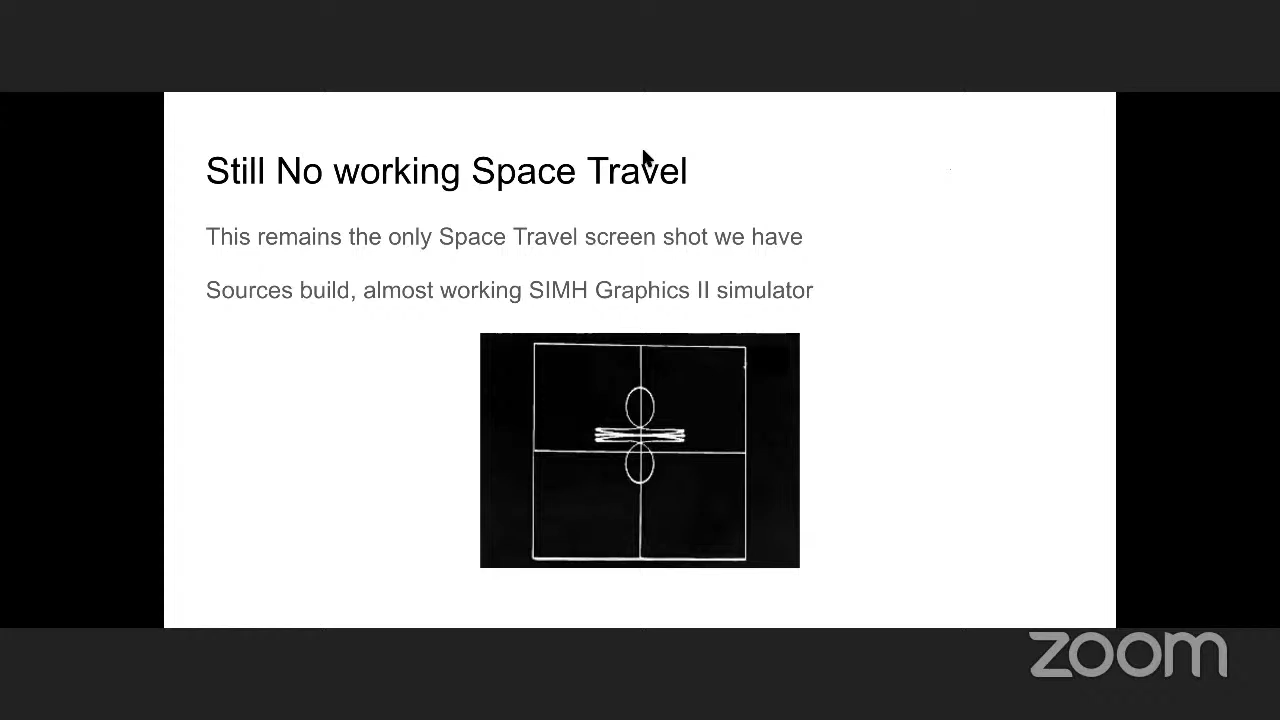 Still No working Space Travel
This remains the only Space Travel screen shot we have
Sources build, almost working SIMH Graphics II simulator
zoom